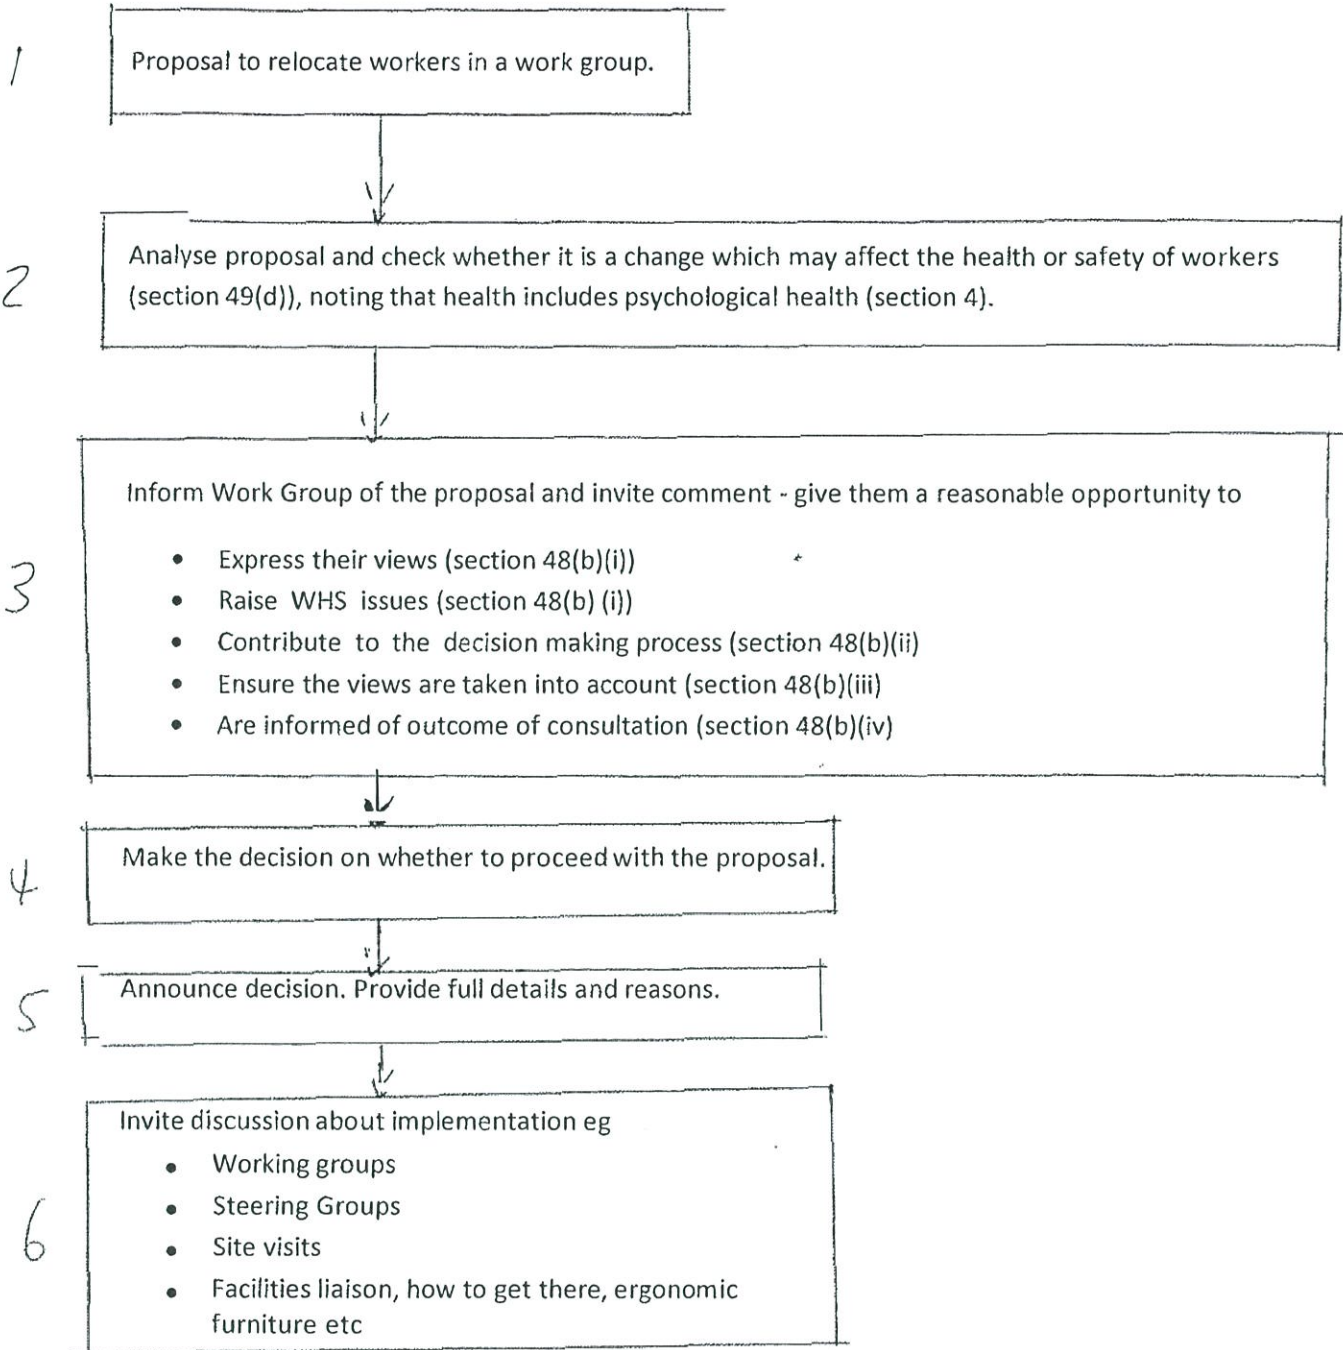 1
Proposal to relocate workers in a work group.
2
Analyse proposal and check whether it is a change which may affect the health or safety of workers
(section 49(d)), noting that health includes psychological health (section 4).
3
Inform Work Group of the proposal and invite comment - give them a reasonable opportunity to
• Express their views (section 48(b)(i))
• Raise WHS issues (section 48(b) (i))
• Contribute to the decision making process (section 48(b)(ii)
• Ensure the views are taken into account (section 48(b)(iii)
• Are informed of outcome of consultation (section 48(b)(iv)
4
Make the decision on whether to proceed with the proposal.
5
Announce decision. Provide full details and reasons.
6
Invite discussion about implementation eg
• Working groups
• Steering Groups
• Site visits
• Facilities liaison, how to get there, ergonomic
furniture etc